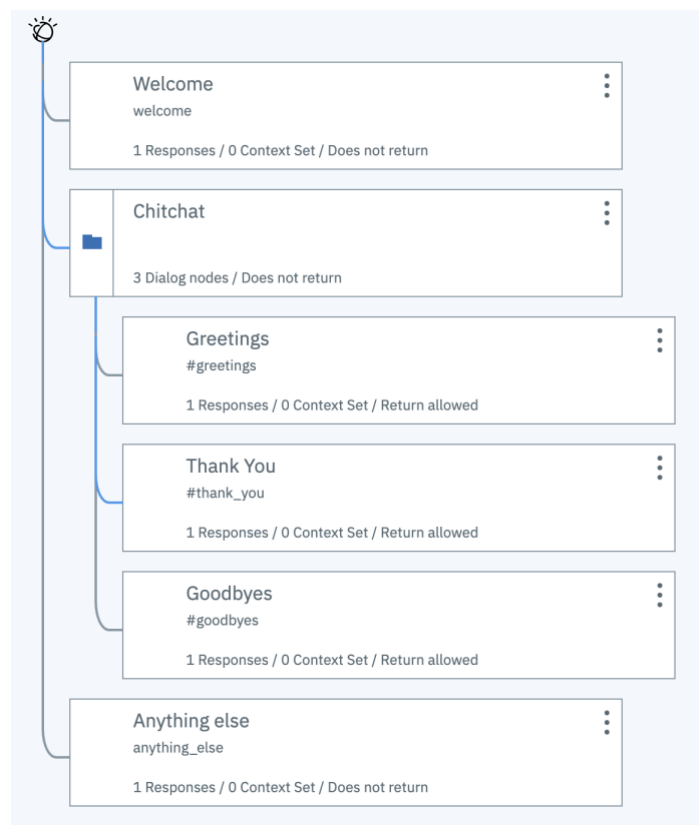 Welcome
welcome
1 Responses / 0 Context Set / Does not return
Chitchat
3 Dialog nodes / Does not return
Greetings
#greetings
1 Responses / 0 Context Set / Return allowed
Thank You
#thank_you
1 Responses / 0 Context Set / Return allowed
Goodbyes
#goodbyes
1 Responses / 0 Context Set / Return allowed
Anything else
anything_else
1 Responses / 0 Context Set / Does not return